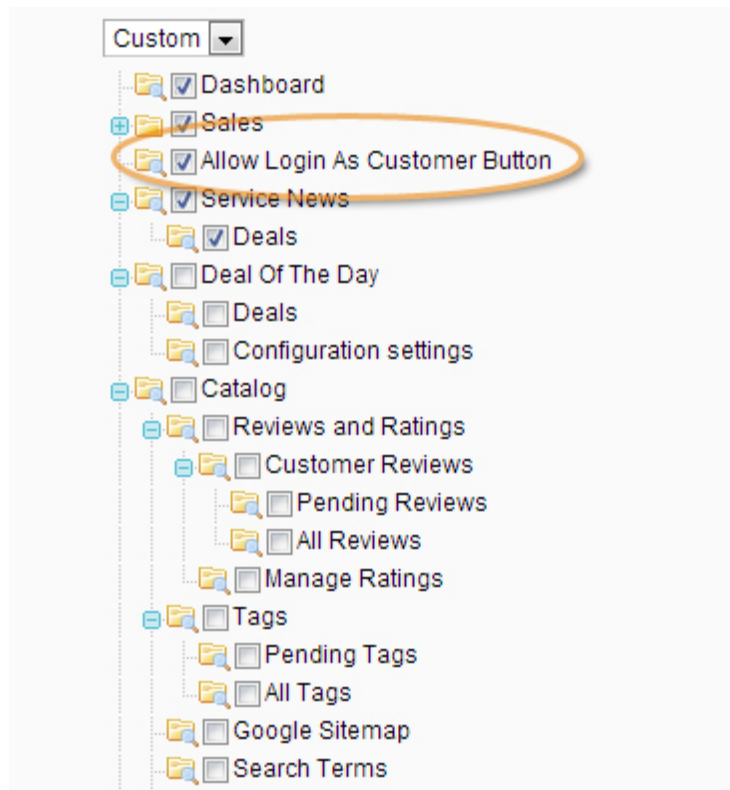 Custom
Dashboard
Sales
Allow Login As Customer Button
Service News
Deals
Deal Of The Day
Deals
Configuration settings
Catalog
Reviews and Ratings
Customer Reviews
Pending Reviews
All Reviews
Manage Ratings
Tags
Pending Tags
All Tags
Google Sitemap
Search Terms